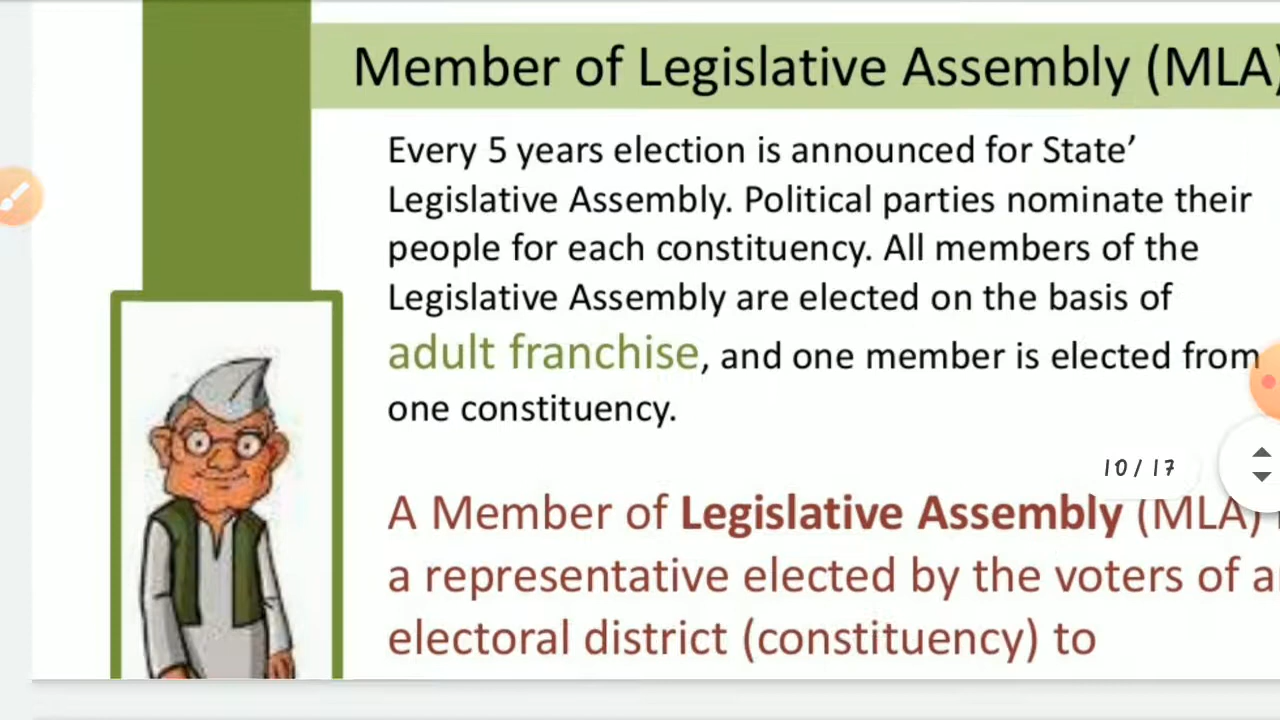 Member of Legislative Assembly (MLA)
Every 5 years election is announced for State’
Legislative Assembly. Political parties nominate their
people for each constituency. All members of the
Legislative Assembly are elected on the basis of
adult franchise, and one member is elected from
one constituency.
10 / 17
A Member of Legislative Assembly (MLA)
a representative elected by the voters of
electoral district (constituency) to